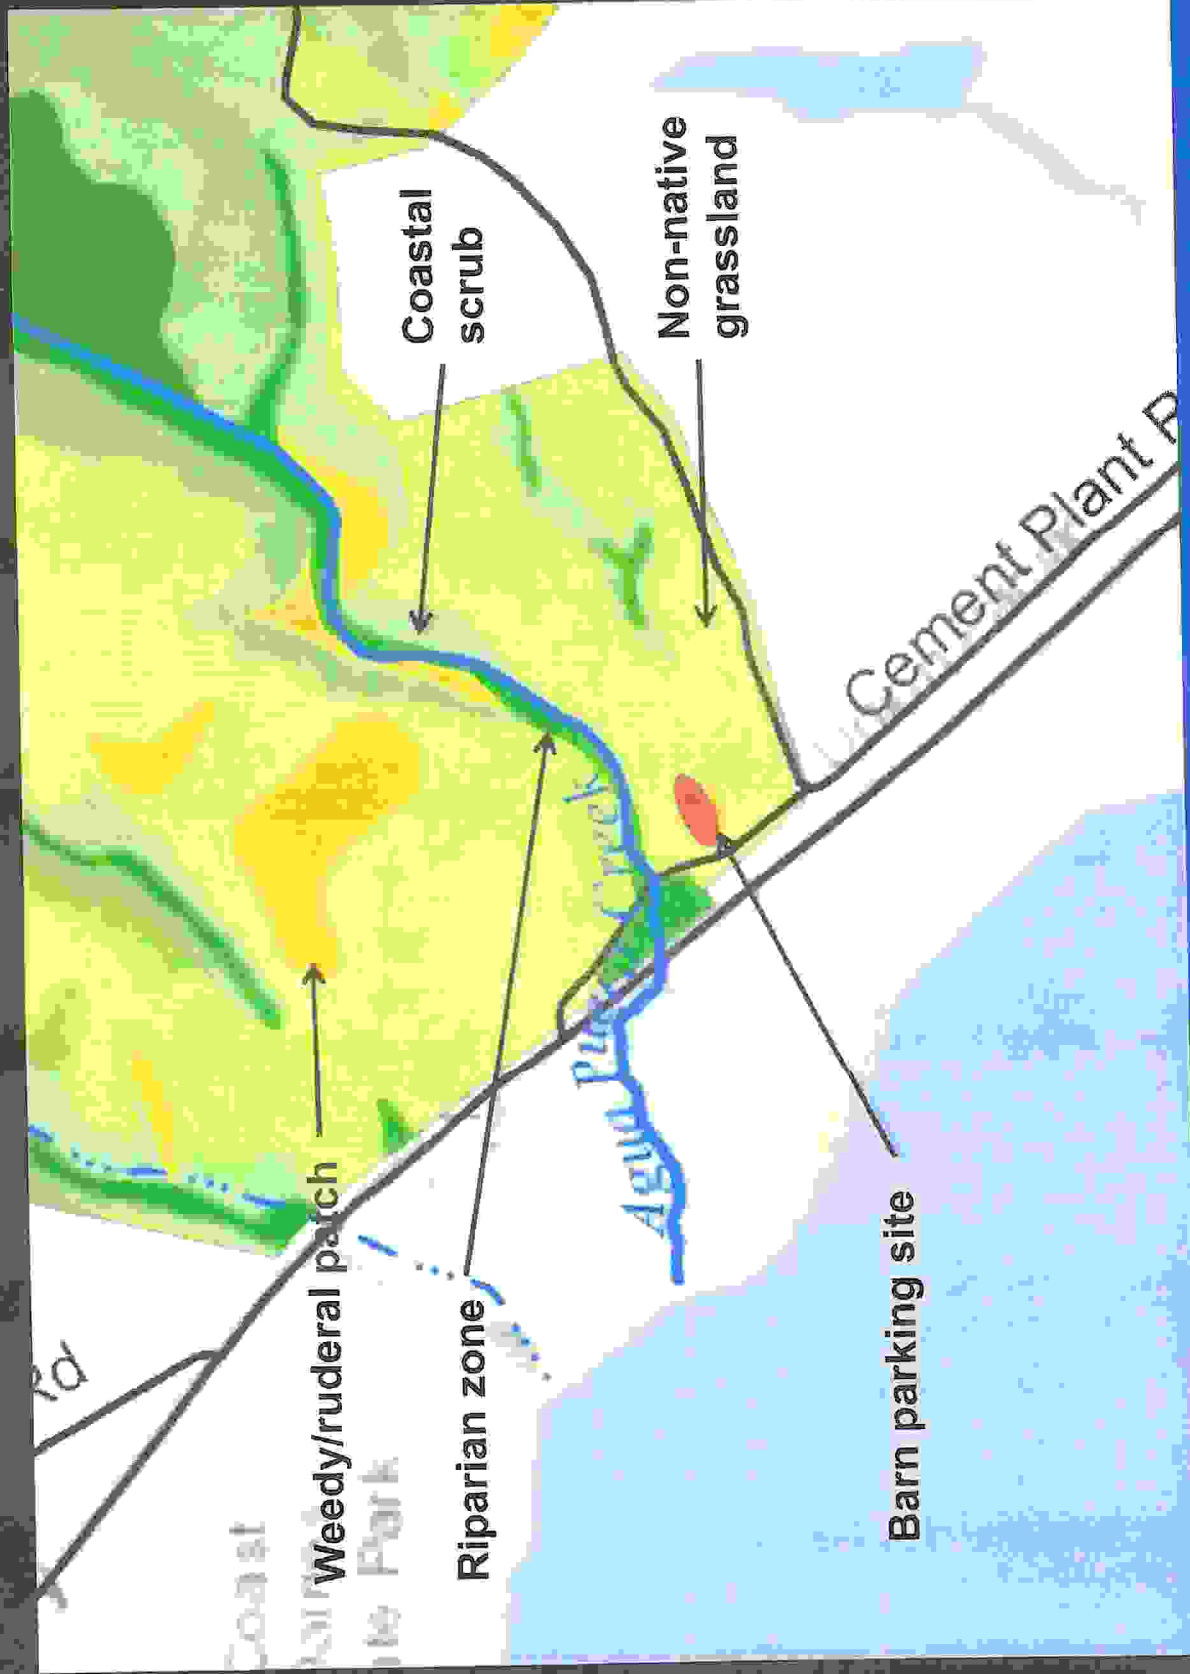 Coastal
scrub
Non-native
grassland
Cement Plant R
Agua Puerca Creek
Weedy/ruderal patch
Riparian zone
Barn parking site
Rd
Coast
Park